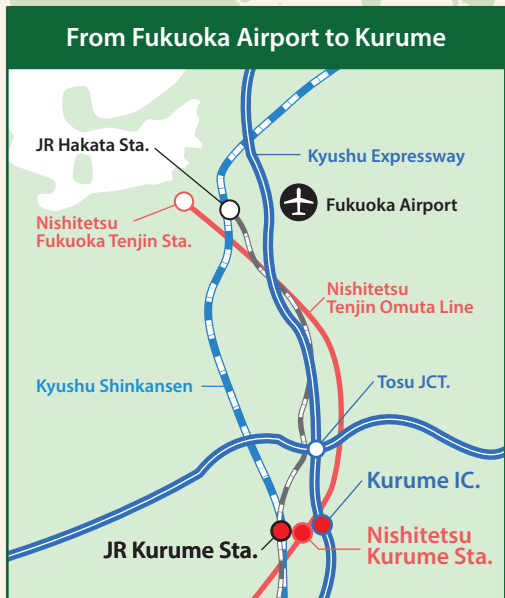 From Fukuoka Airport to Kurume
JR Hakata Sta.
Kyushu Expressway
Fukuoka Airport
Nishitetsu
Fukuoka Tenjin Sta.
Nishitetsu
Tenjin Omuta Line
Kyushu Shinkansen
Tosu JCT.
Kurume IC.
JR Kurume Sta.
Nishitetsu
Kurume Sta.